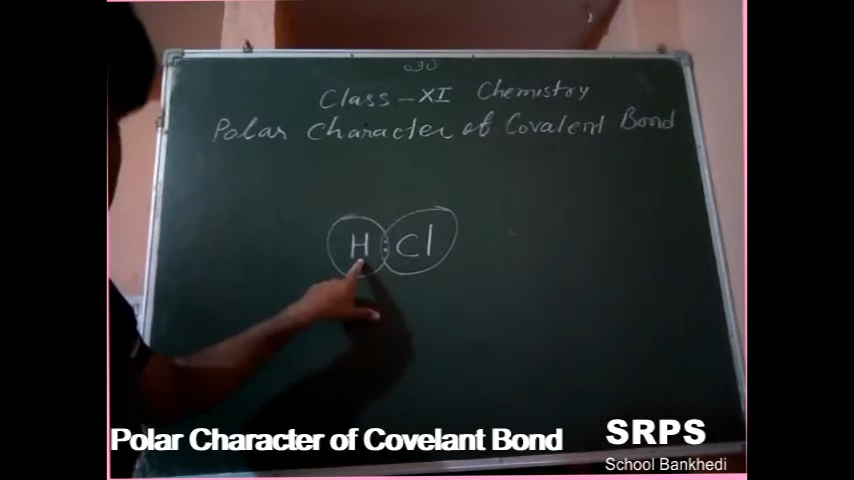 Class - XI Chemistry
Polar Character of Covalent Bond
H : Cl
Polar Character of Covelant Bond
SRPS
School Bankhedi